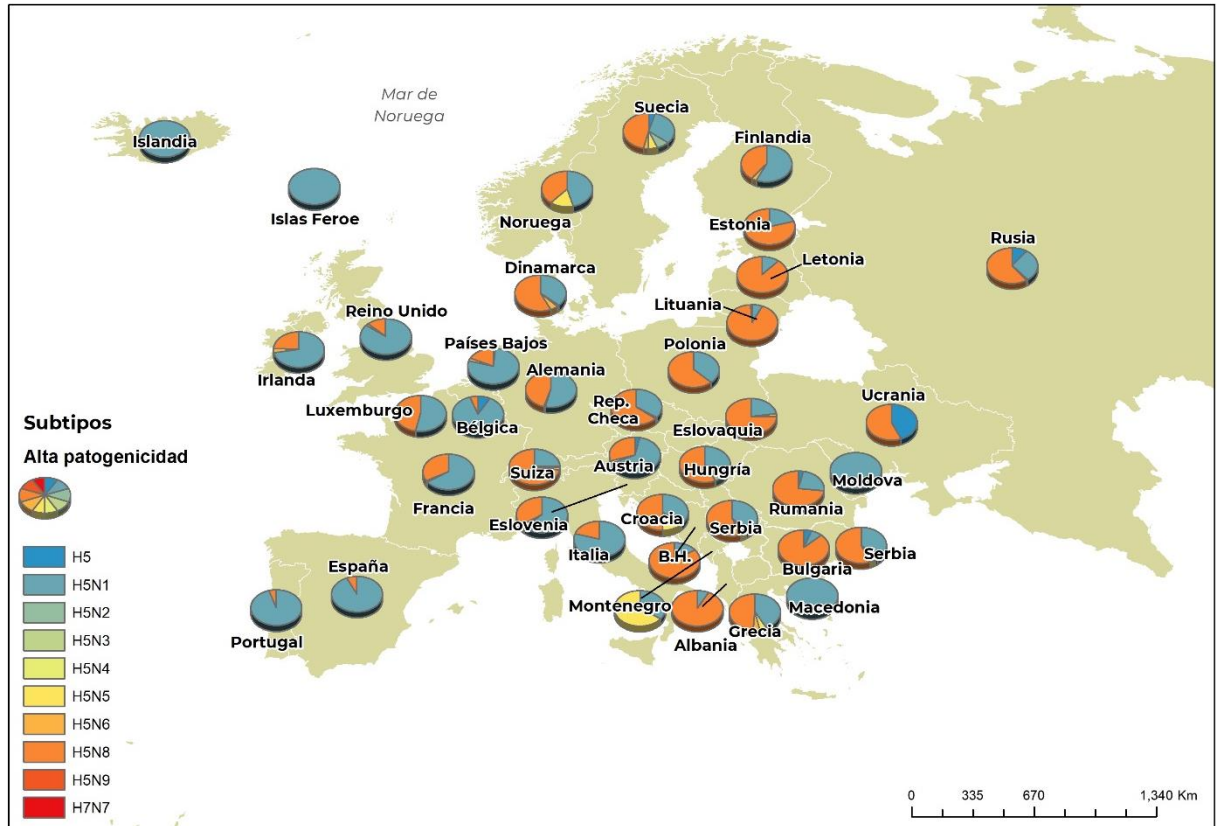 Mar de
Noruega
Suecia
Finlandia
Islandia
Islas Feroe
Noruega
Estonia
Rusia
Letonia
Dinamarca
Lituania
Reino Unido
Países Bajos
Polonia
Irlanda
Alemania
Ucrania
Luxemburgo
Bélgica
Rep.
Checa
Eslovaquia
Suiza
Austria
Hungría
Moldova
Francia
Rumania
Eslovenia
Croacia
Serbia
Italia
B.H.
Bulgaria
Serbia
España
Montenegro
Macedonia
Portugal
Albania
Grecia
Subtipos
Alta patogenicidad
H5
H5N1
H5N2
H5N3
H5N4
H5N5
H5N6
H5N8
H5N9
H7N7
0 335 670 1,340 Km